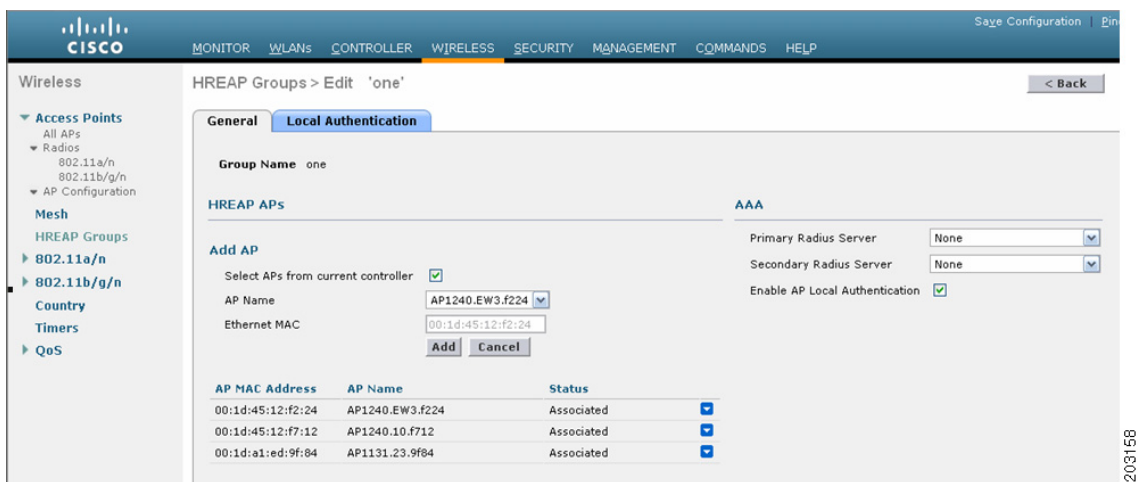 Save Configuration | Pin
CISCO
MONITOR WLANs CONTROLLER WIRELESS SECURITY MANAGEMENT COMMANDS HELP
Wireless
Access Points
All APs
Radios
802.11a/n
802.11b/g/n
AP Configuration
Mesh
HREAP Groups
802.11a/n
802.11b/g/n
Country
Timers
QoS
HREAP Groups > Edit 'one'
< Back
General Local Authentication
Group Name one
HREAP APs
Add AP
Select APs from current controller
AP Name AP1240.EW3.f224
Ethernet MAC 00:1d:45:12:f2:24
Add Cancel
AP MAC Address AP Name Status
00:1d:45:12:f2:24 AP1240.EW3.f224 Associated
00:1d:45:12:f7:12 AP1240.10.f712 Associated
00:1d:a1:ed:9f:84 AP1131.23.9f84 Associated
AAA
Primary Radius Server None
Secondary Radius Server None
Enable AP Local Authentication
203158